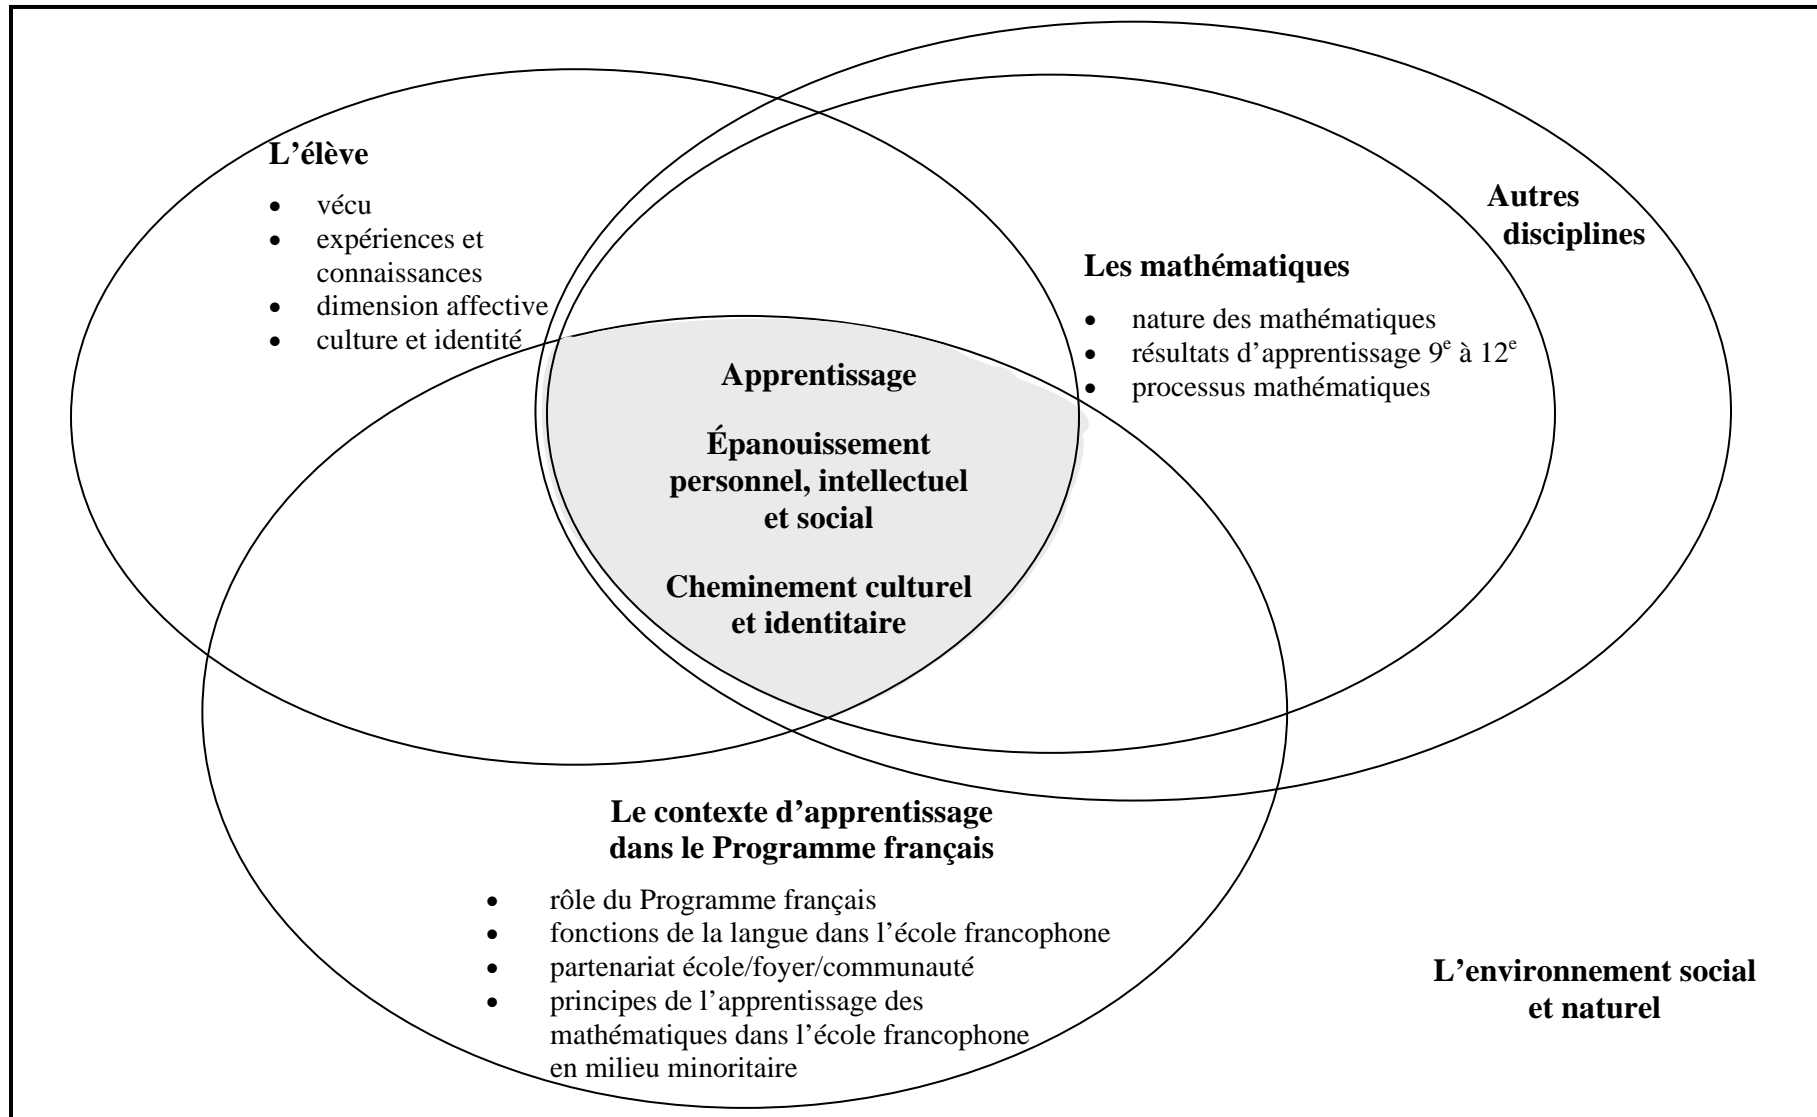 L’élève
• vécu
• expériences et
connaissances
• dimension affective
• culture et identité
Autres
disciplines
Les mathématiques
• nature des mathématiques
• résultats d’apprentissage 9e à 12e
• processus mathématiques
Apprentissage
Épanouissement
personnel, intellectuel
et social
Cheminement culturel
et identitaire
Le contexte d’apprentissage
dans le Programme français
• rôle du Programme français
• fonctions de la langue dans l’école francophone
• partenariat école/foyer/communauté
• principes de l’apprentissage des
mathématiques dans l’école francophone
en milieu minoritaire
L’environnement social
et naturel